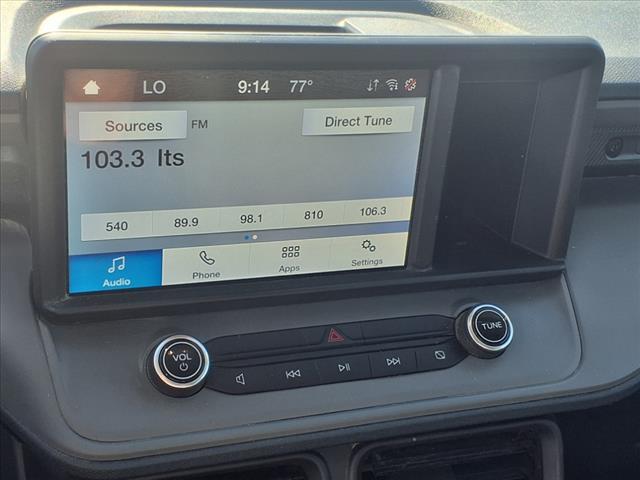 LO 9:14 77°
Sources FM Direct Tune
103.3 lts
540 89.9 98.1 810 106.3
Audio Phone Apps Settings
VOL TUNE